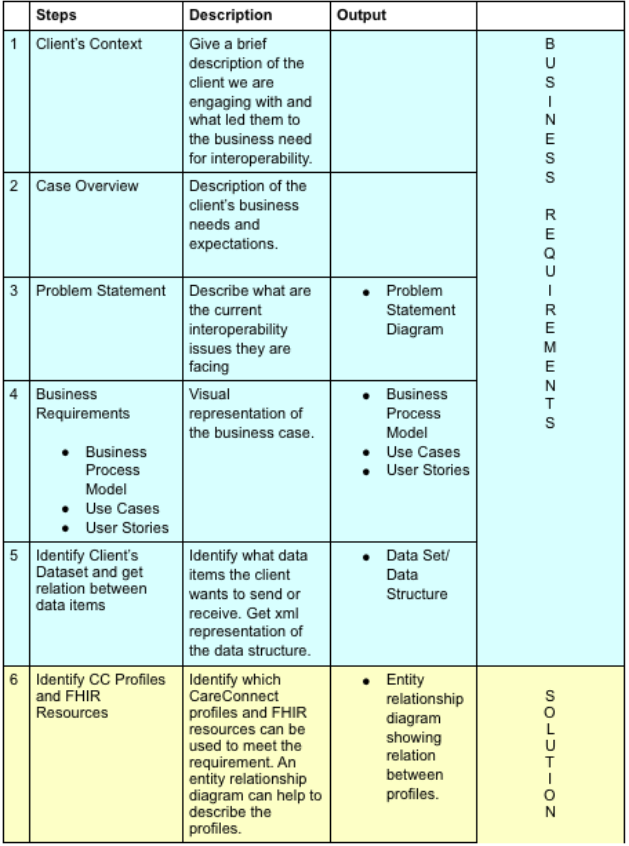 Steps
Description
Output
1
Client's Context
Give a brief
description of the
client we are
engaging with and
what led them to
the business need
for interoperability.
2
Case Overview
Description of the
client's business
needs and
expectations.
3
Problem Statement
Describe what are
the current
interoperability
issues they are
facing
● Problem
Statement
Diagram
4
Business
Requirements
● Business
Process
Model
● Use Cases
● User Stories
Visual
representation of
the business case.
● Business
Process
Model
● Use Cases
● User Stories
5
Identify Client's
Dataset and get
relation between
data items
Identify what data
items the client
wants to send or
receive. Get xml
representation of
the data structure.
● Data Set/
Data
Structure
B
U
S
I
N
E
S
S
R
E
Q
U
I
R
E
M
E
N
T
S
6
Identify CC Profiles
and FHIR
Resources
Identify which
CareConnect
profiles and FHIR
resources can be
used to meet the
requirement. An
entity relationship
diagram can help to
describe the
profiles.
● Entity
relationship
diagram
showing
relation
between
profiles.
S
O
L
U
T
I
O
N